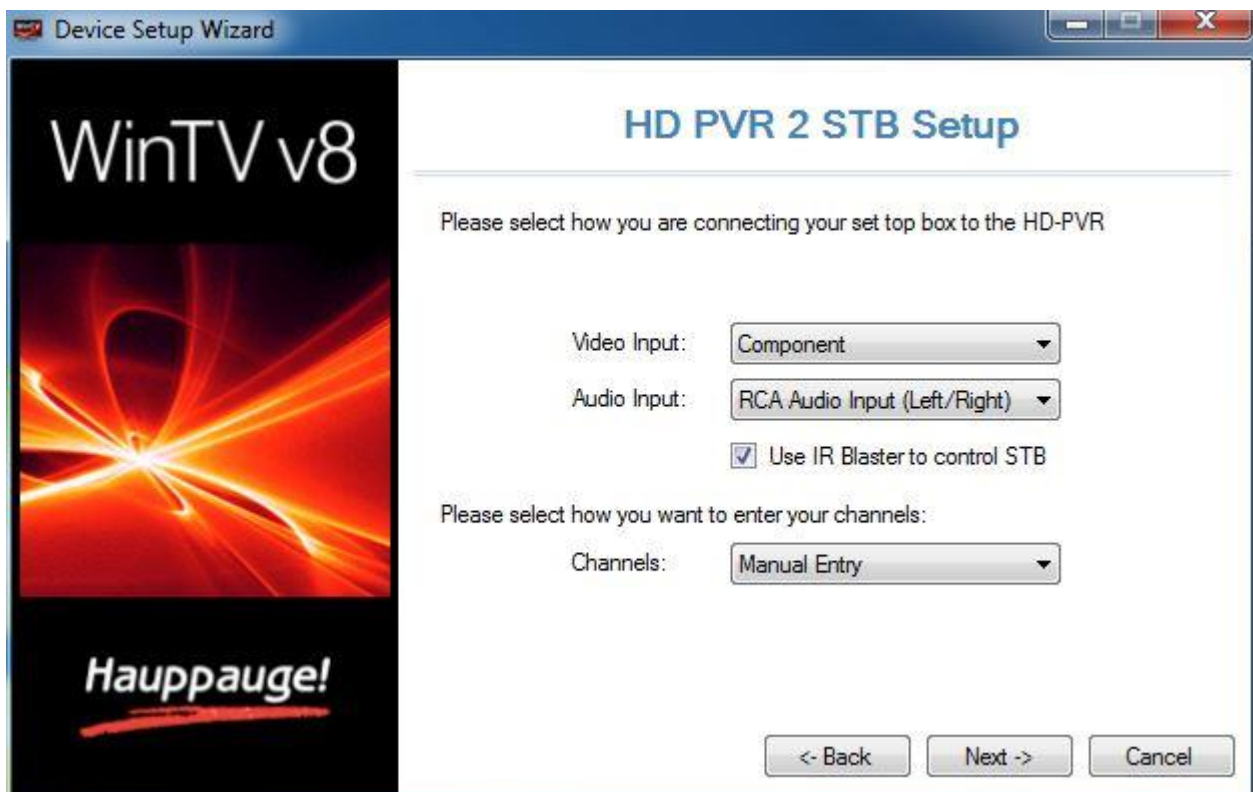 Device Setup Wizard
WinTV v8
Hauppauge!
HD PVR 2 STB Setup
Please select how you are connecting your set top box to the HD-PVR
Video Input: Component
Audio Input: RCA Audio Input (Left/Right)
Use IR Blaster to control STB
Please select how you want to enter your channels:
Channels: Manual Entry
<- Back Next -> Cancel